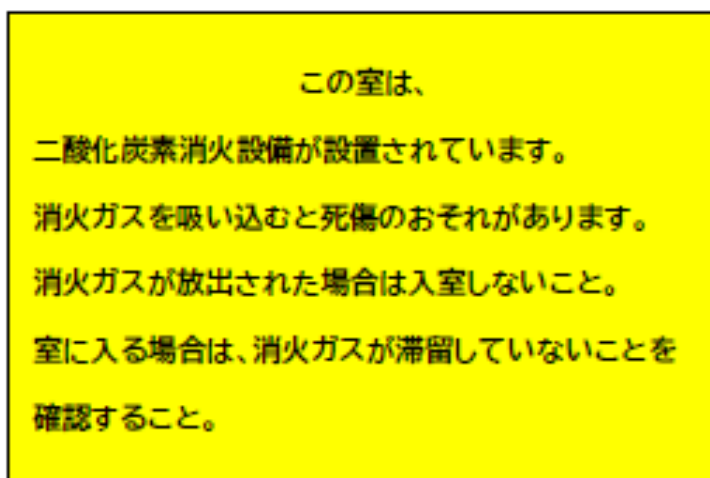 この室は、
二酸化炭素消火設備が設置されています。
消火ガスを吸い込むと死傷のおそれがあります。
消火ガスが放出された場合は入室しないこと。
室に入る場合は、消火ガスが滞留していないことを
確認すること。